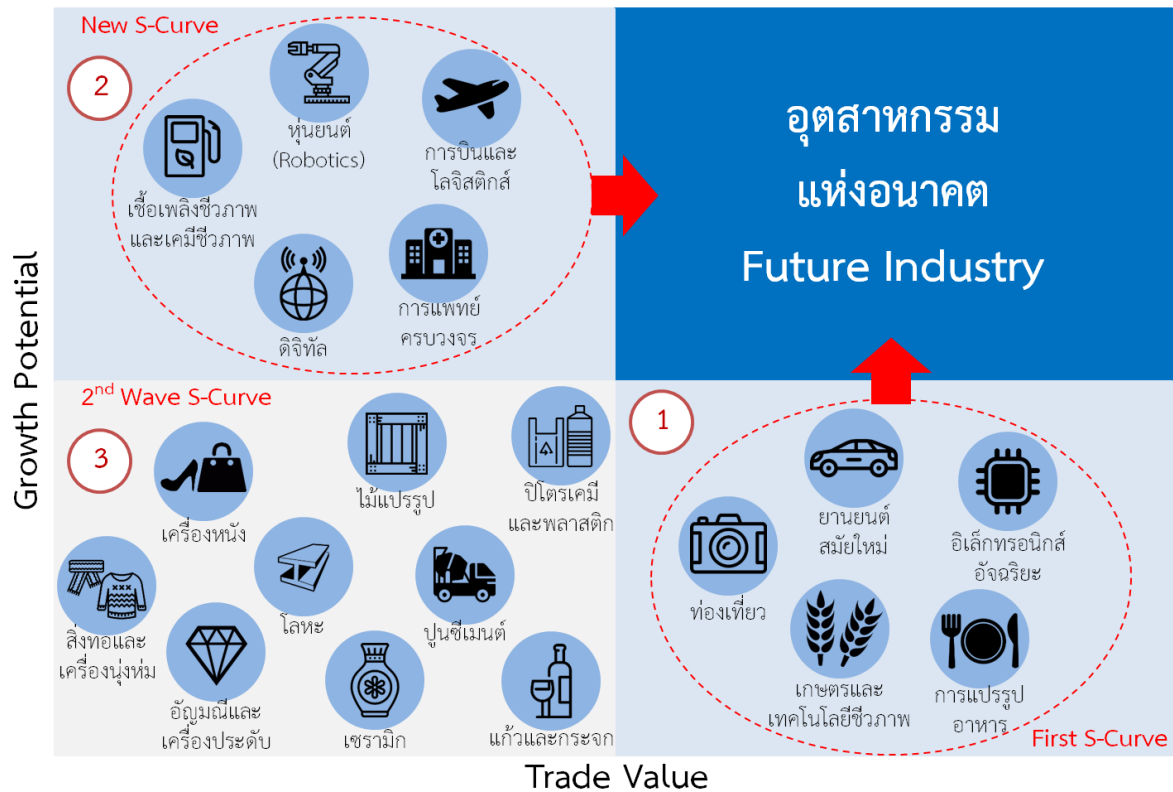 New S-Curve
2
หุ่นยนต์
(Robotics)
การบินและ
โลจิสติกส์
เชื้อเพลิงชีวภาพ
และเคมีชีวภาพ
ดิจิทัล
การแพทย์
ครบวงจร
อุตสาหกรรม
แห่งอนาคต
Future Industry
Growth Potential
2nd Wave S-Curve
3
เครื่องหนัง
ไม้แปรรูป
ปิโตรเคมี
และพลาสติก
สิ่งทอและ
เครื่องนุ่งห่ม
โลหะ
ปูนซีเมนต์
อัญมณีและ
เครื่องประดับ
เซรามิก
แก้วและกระจก
1
ยานยนต์
สมัยใหม่
อิเล็กทรอนิกส์
อัจฉริยะ
ท่องเที่ยว
เกษตรและ
เทคโนโลยีชีวภาพ
การแปรรูป
อาหาร
First S-Curve
Trade Value